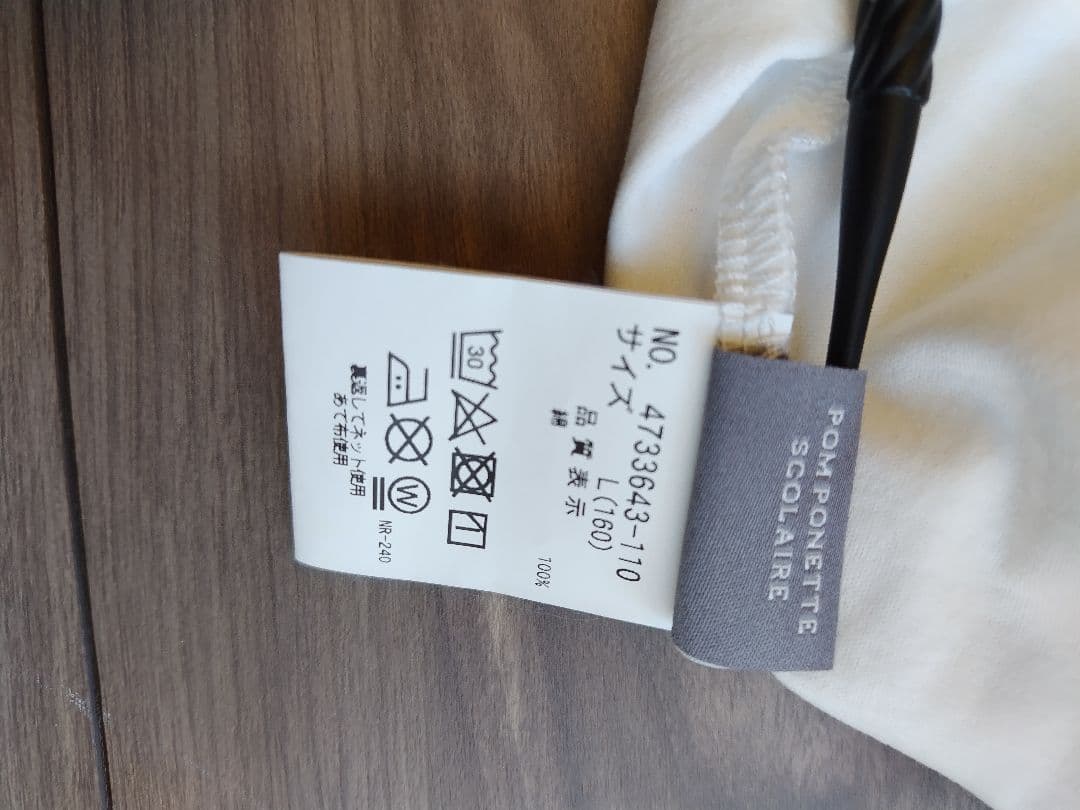 POMPONETTE
SCOLAIRE
NO. 4733643-110
サイズ L(160)
品質表示
綿 100%
30
W
裏返してネット使用
あて布使用
NR-240